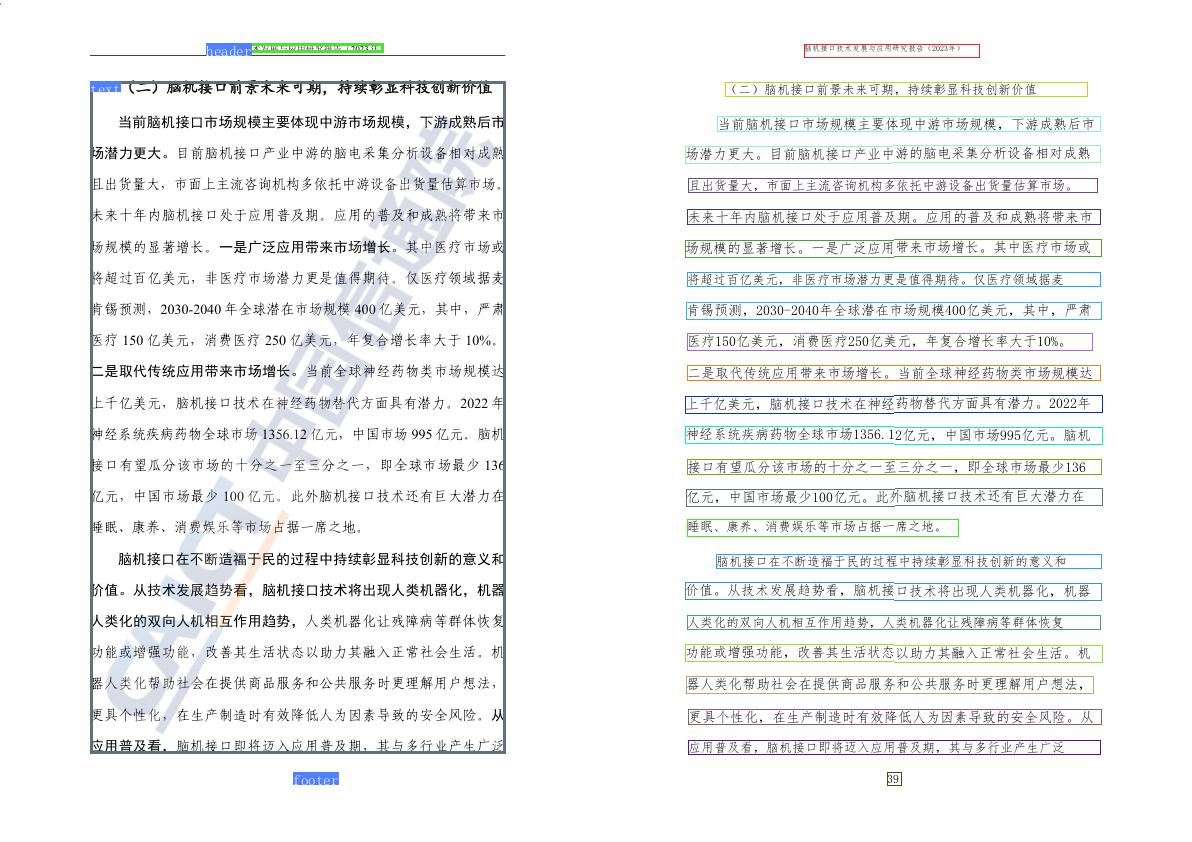 header
text
(二)脑机接口前景未来可期，持续彰显科技创新价值
当前脑机接口市场规模主要体现中游市场规模，下游成熟后市
场潜力更大。目前脑机接口产业中游的脑电采集分析设备相对成熟
且出货量大，市面上主流咨询机构多依托中游设备出货量估算市场。
未来十年内脑机接口处于应用普及期。应用的普及和成熟将带来市
场规模的显著增长。一是广泛应用带来市场增长。其中医疗市场或
将超过百亿美元，非医疗市场潜力更是值得期待。仅医疗领域据麦
肯锡预测，2030-2040 年全球潜在市场规模 400 亿美元，其中，严肃
医疗 150 亿美元，消费医疗 250 亿美元，年复合增长率大于 10%。
二是取代传统应用带来市场增长。当前全球神经药物类市场规模达
上千亿美元，脑机接口技术在神经药物替代方面具有潜力。2022 年
神经系统疾病药物全球市场 1356.12 亿元，中国市场 995 亿元。脑机
接口有望瓜分该市场的十分之一至三分之一，即全球市场最少 136
亿元，中国市场最少 100 亿元。此外脑机接口技术还有巨大潜力在
睡眠、康养、消费娱乐等市场占据一席之地。
脑机接口在不断造福于民的过程中持续彰显科技创新的意义和
价值。从技术发展趋势看，脑机接口技术将出现人类机器化，机器
人类化的双向人机相互作用趋势，人类机器化让残障病等群体恢复
功能或增强功能，改善其生活状态以助力其融入正常社会生活。机
器人类化帮助社会在提供商品服务和公共服务时更理解用户想法，
更具个性化，在生产制造时有效降低人为因素导致的安全风险。从
应用普及看，脑机接口即将迈入应用普及期，其与多行业产生广泛
footer
CAICT 中国信通院
脑机接口技术发展与应用研究报告（2023年）
（二）脑机接口前景未来可期，持续彰显科技创新价值
当前脑机接口市场规模主要体现中游市场规模，下游成熟后市
场潜力更大。目前脑机接口产业中游的脑电采集分析设备相对成熟
且出货量大，市面上主流咨询机构多依托中游设备出货量估算市场。
未来十年内脑机接口处于应用普及期。应用的普及和成熟将带来市
场规模的显著增长。一是广泛应用带来市场增长。其中医疗市场或
将超过百亿美元，非医疗市场潜力更是值得期待。仅医疗领域据麦
肯锡预测，2030-2040年全球潜在市场规模400亿美元，其中，严肃
医疗150亿美元，消费医疗250亿美元，年复合增长率大于10%。
二是取代传统应用带来市场增长。当前全球神经药物类市场规模达
上千亿美元，脑机接口技术在神经药物替代方面具有潜力。2022年
神经系统疾病药物全球市场1356.12亿元，中国市场995亿元。脑机
接口有望瓜分该市场的十分之一至三分之一，即全球市场最少136
亿元，中国市场最少100亿元。此外脑机接口技术还有巨大潜力在
睡眠、康养、消费娱乐等市场占据一席之地。
脑机接口在不断造福于民的过程中持续彰显科技创新的意义和
价值。从技术发展趋势看，脑机接口技术将出现人类机器化，机器
人类化的双向人机相互作用趋势，人类机器化让残障病等群体恢复
功能或增强功能，改善其生活状态以助力其融入正常社会生活。机
器人类化帮助社会在提供商品服务和公共服务时更理解用户想法，
更具个性化，在生产制造时有效降低人为因素导致的安全风险。从
应用普及看，脑机接口即将迈入应用普及期，其与多行业产生广泛
39